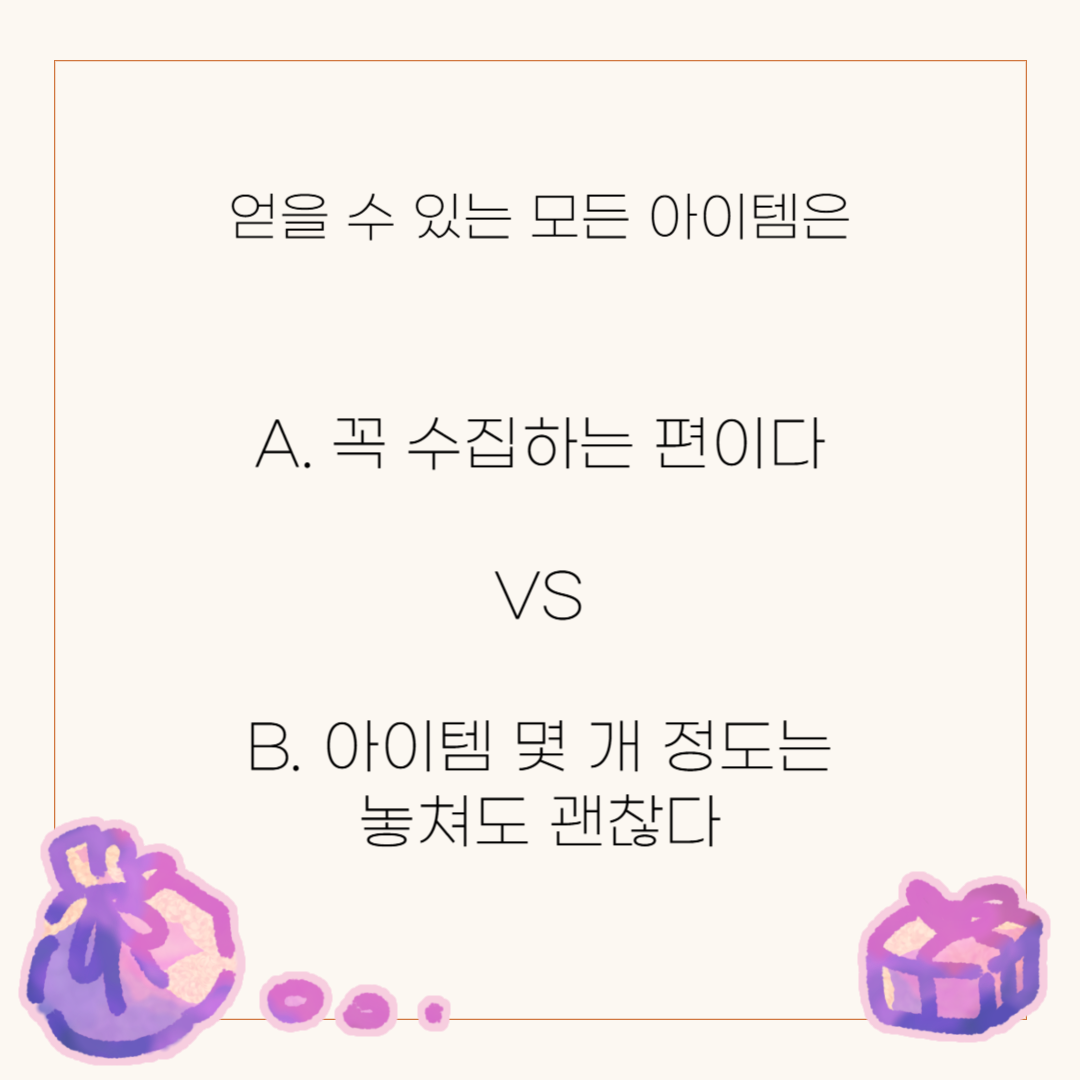 얻을 수 있는 모든 아이템은
A. 꼭 수집하는 편이다
VS
B. 아이템 몇 개 정도는
놓쳐도 괜찮다